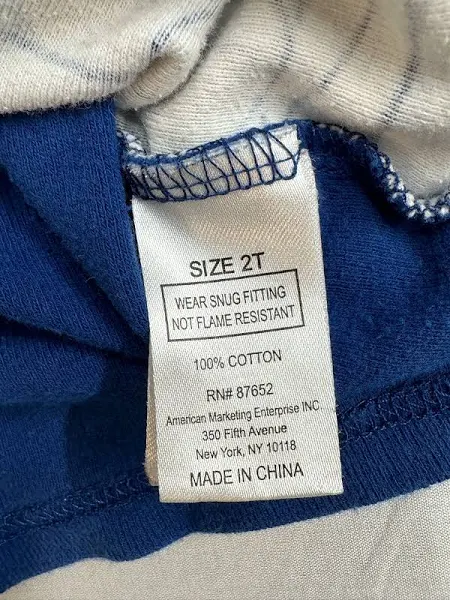 SIZE 2T
WEAR SNUG FITTING
NOT FLAME RESISTANT
100% COTTON
RN# 87652
American Marketing Enterprise INC.
350 Fifth Avenue
New York, NY 10118
MADE IN CHINA